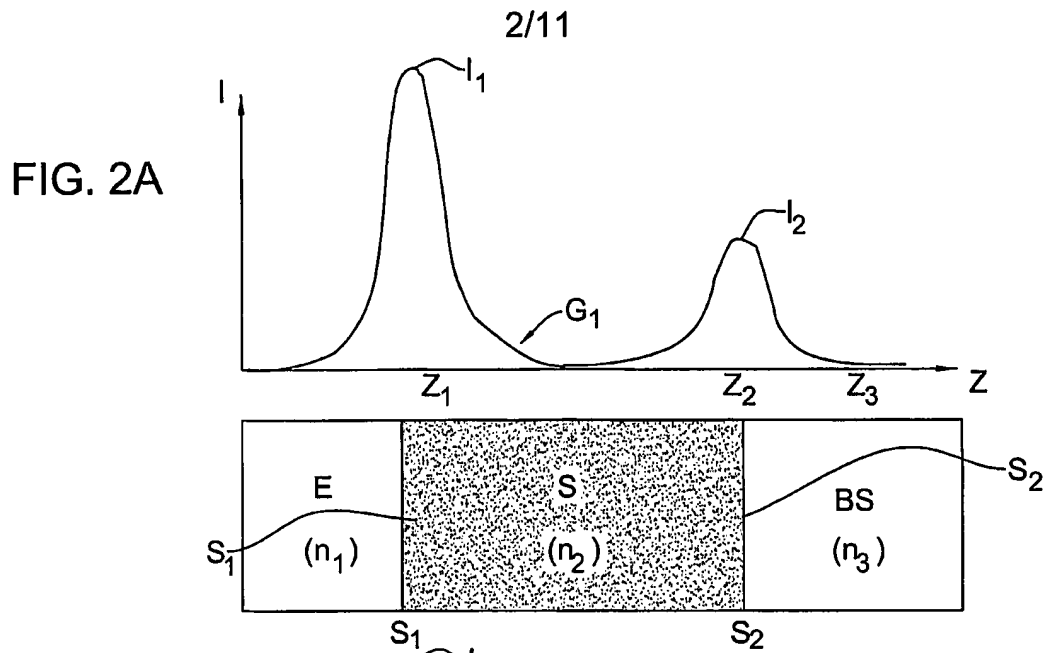 2/11
I₁
I
FIG. 2A
I₂
G₁
Z₁ Z₂ Z₃ Z
E S BS S₂
S₁ (n₁) (n₂) (n₃)
S₁ S₂